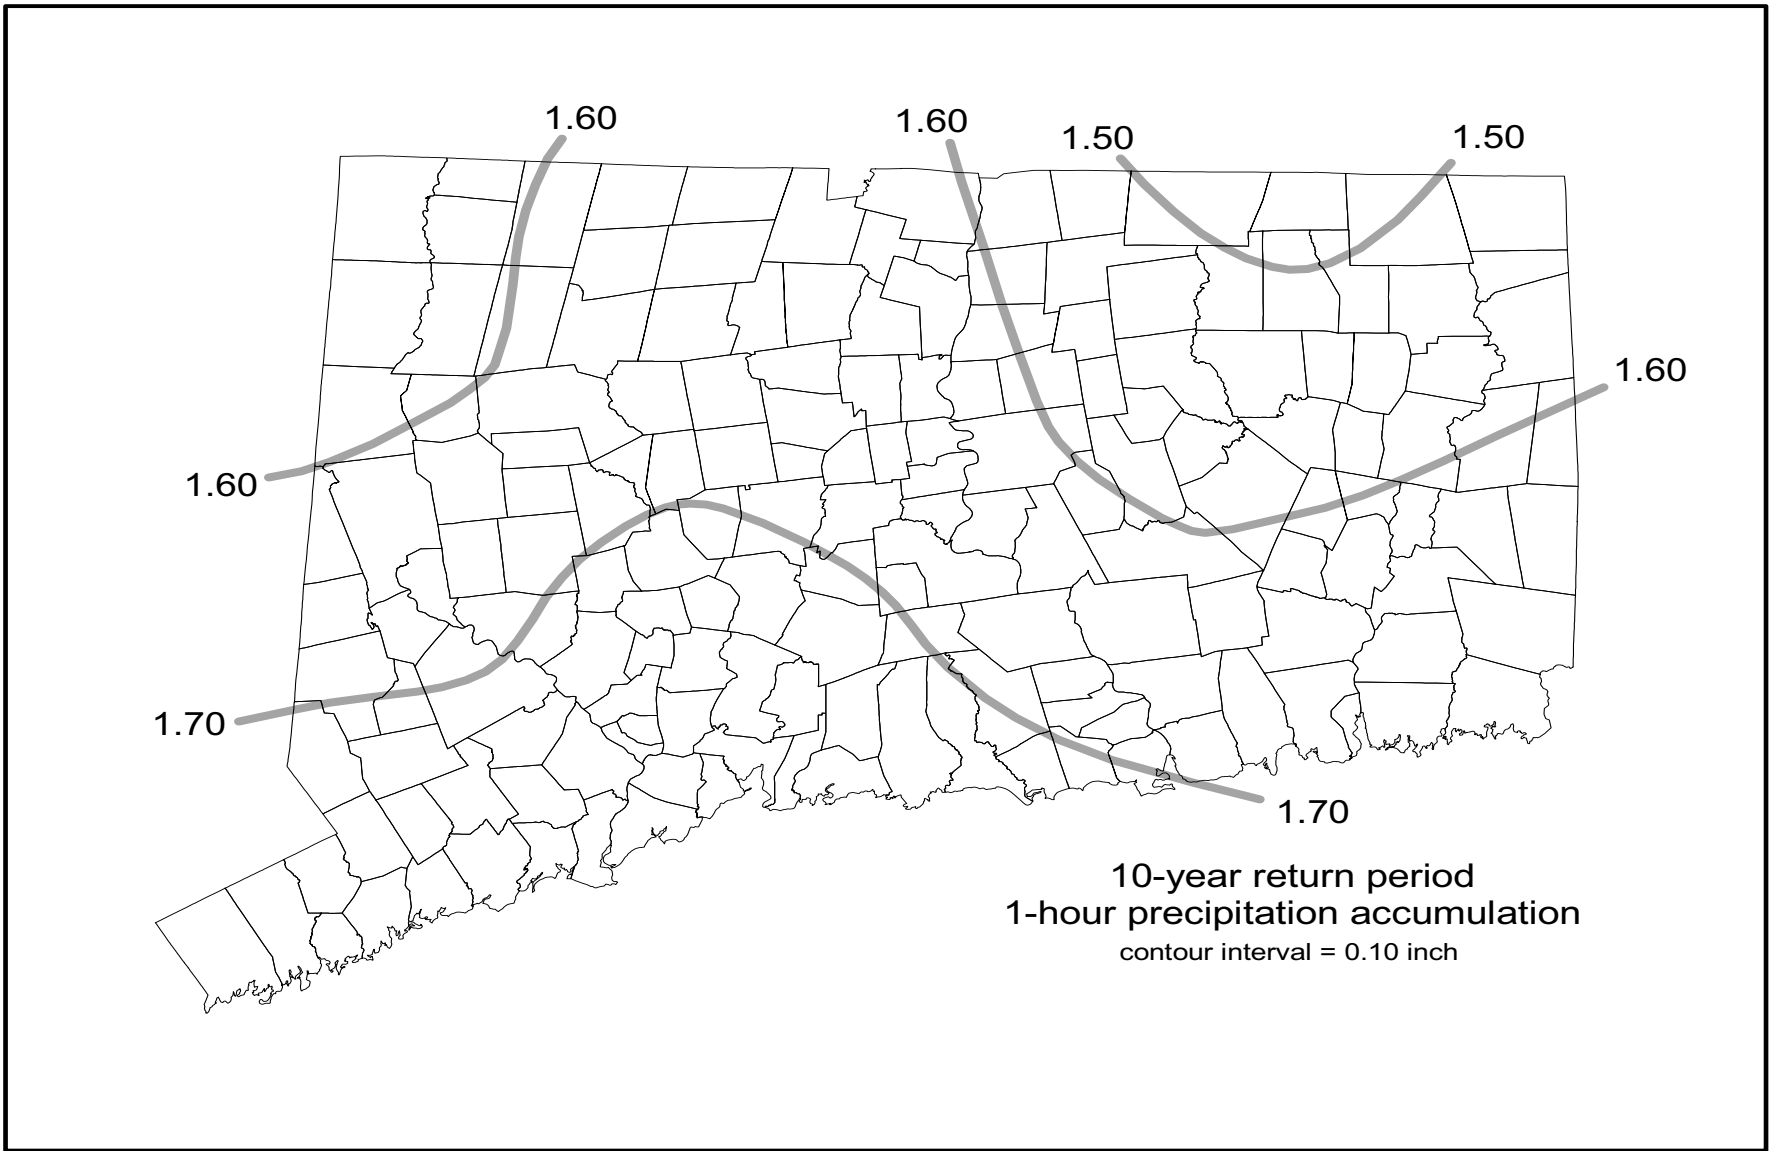 1.60
1.60
1.50
1.50
1.60
1.60
1.70
1.70
10-year return period
1-hour precipitation accumulation
contour interval = 0.10 inch